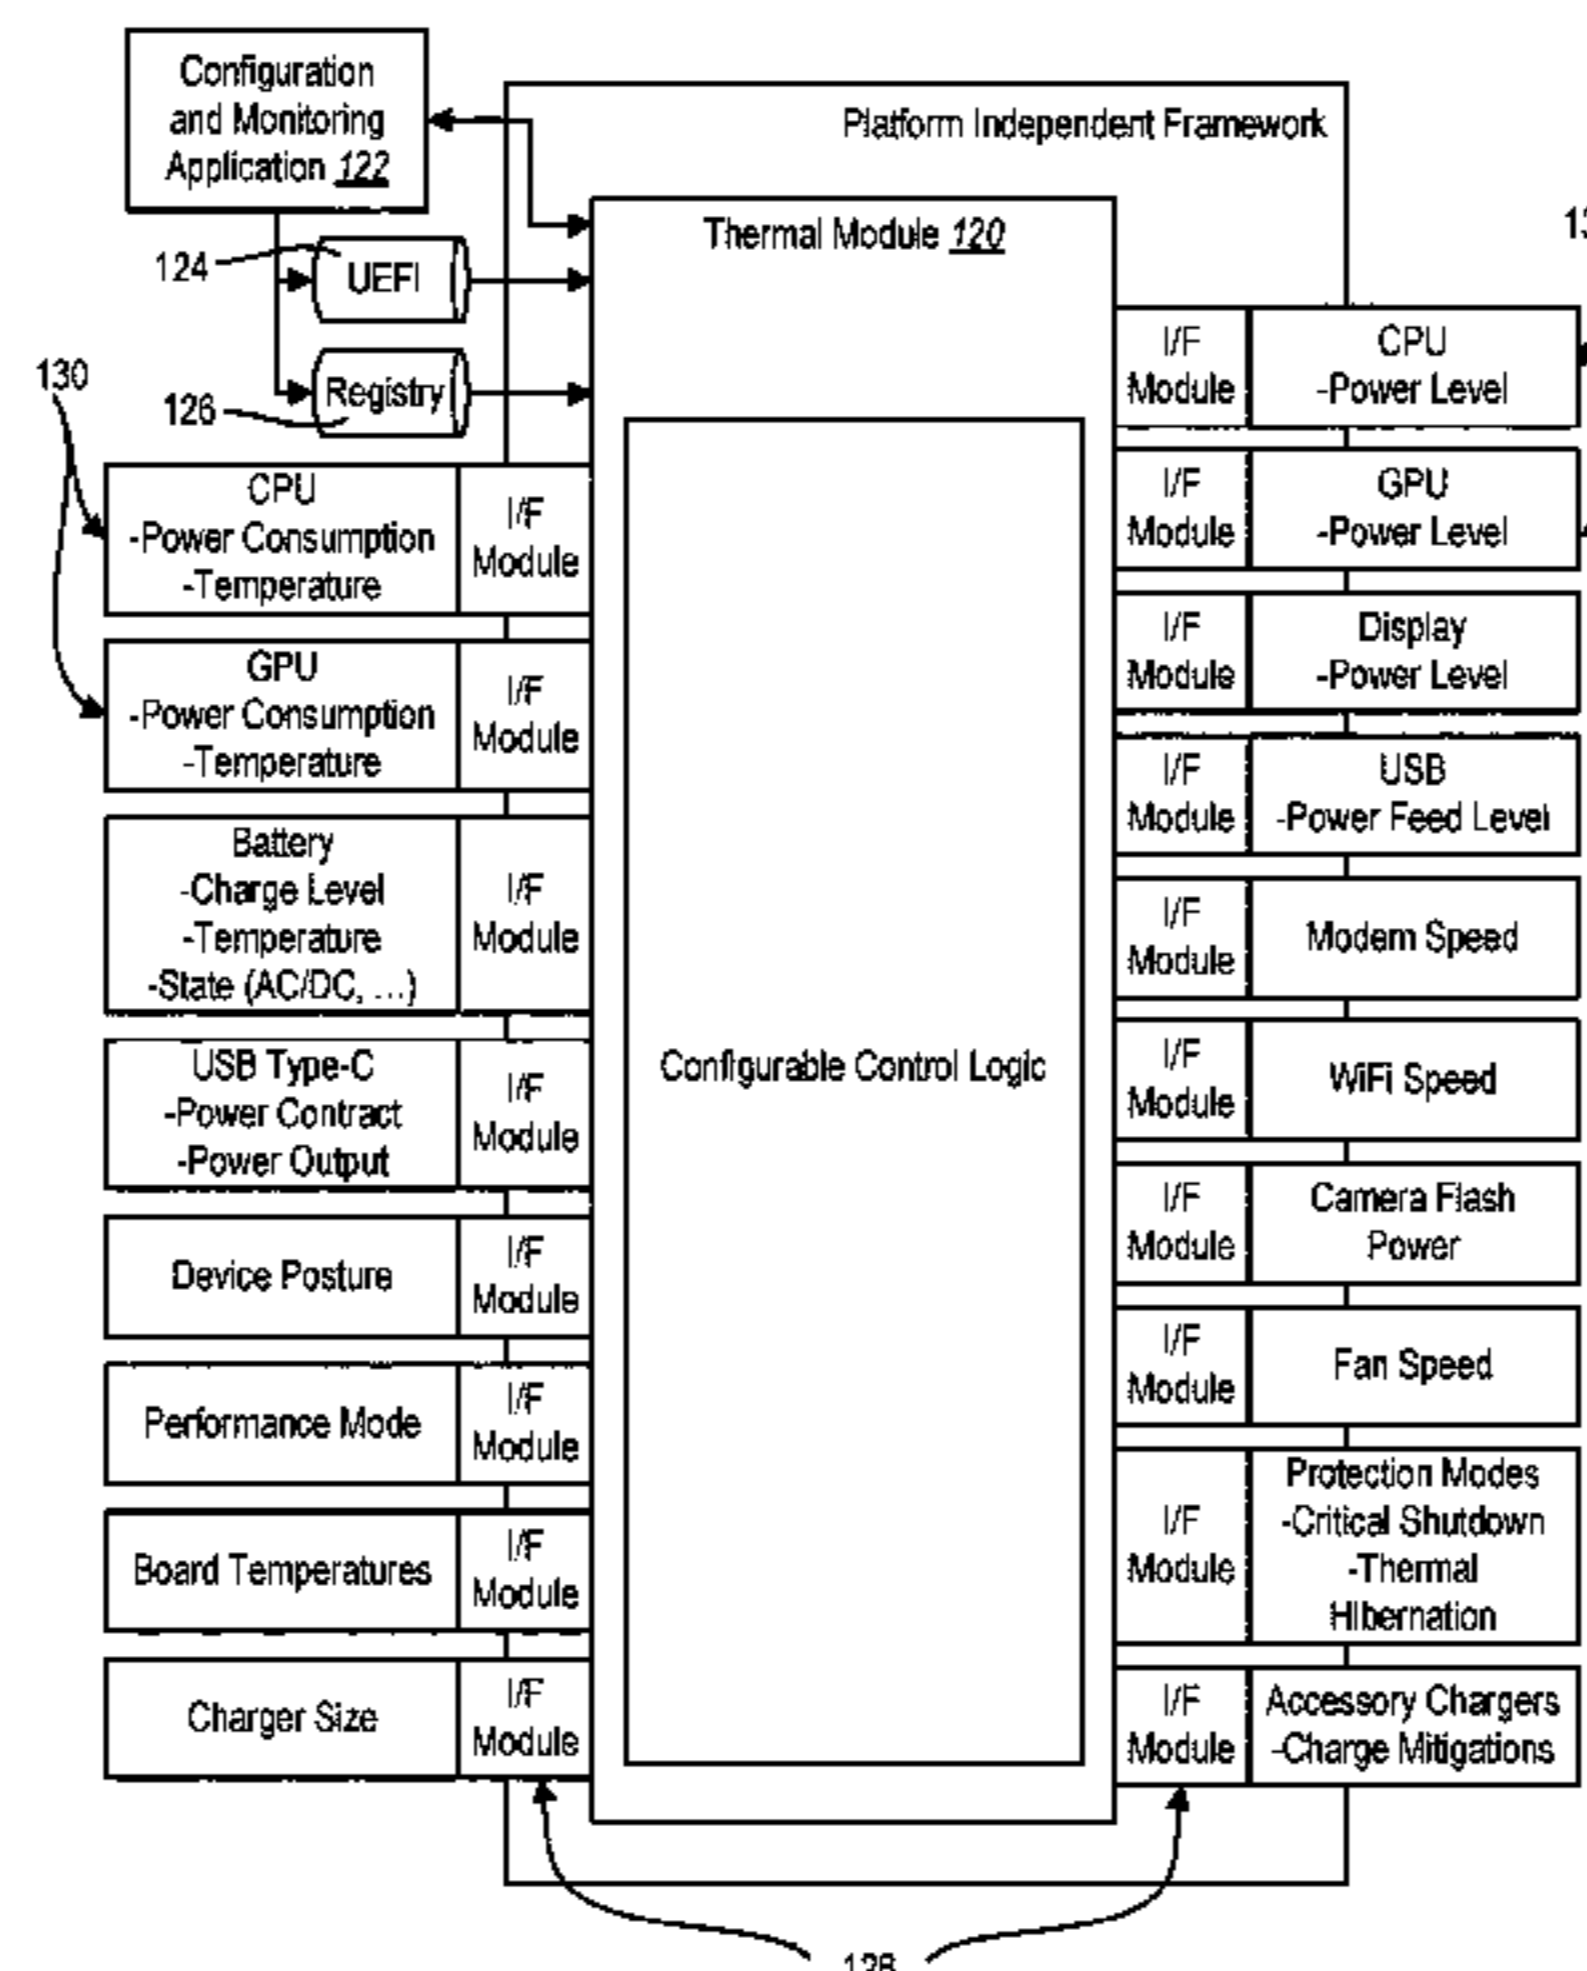 Configuration
and Monitoring
Application 122
Platform Independent Framework
Thermal Module 120
124
UEFI
126
Registry
130
CPU
-Power Consumption
-Temperature
I/F
Module
GPU
-Power Consumption
-Temperature
I/F
Module
Battery
-Charge Level
-Temperature
-State (AC/DC, ...)
I/F
Module
USB Type-C
-Power Contract
-Power Output
I/F
Module
Device Posture
I/F
Module
Performance Mode
I/F
Module
Board Temperatures
I/F
Module
Charger Size
I/F
Module
Configurable Control Logic
I/F
Module
CPU
-Power Level
I/F
Module
GPU
-Power Level
I/F
Module
Display
-Power Level
I/F
Module
USB
-Power Feed Level
I/F
Module
Modem Speed
I/F
Module
WiFi Speed
I/F
Module
Camera Flash
Power
I/F
Module
Fan Speed
I/F
Module
Protection Modes
-Critical Shutdown
-Thermal
Hibernation
I/F
Module
Accessory Chargers
-Charge Mitigations